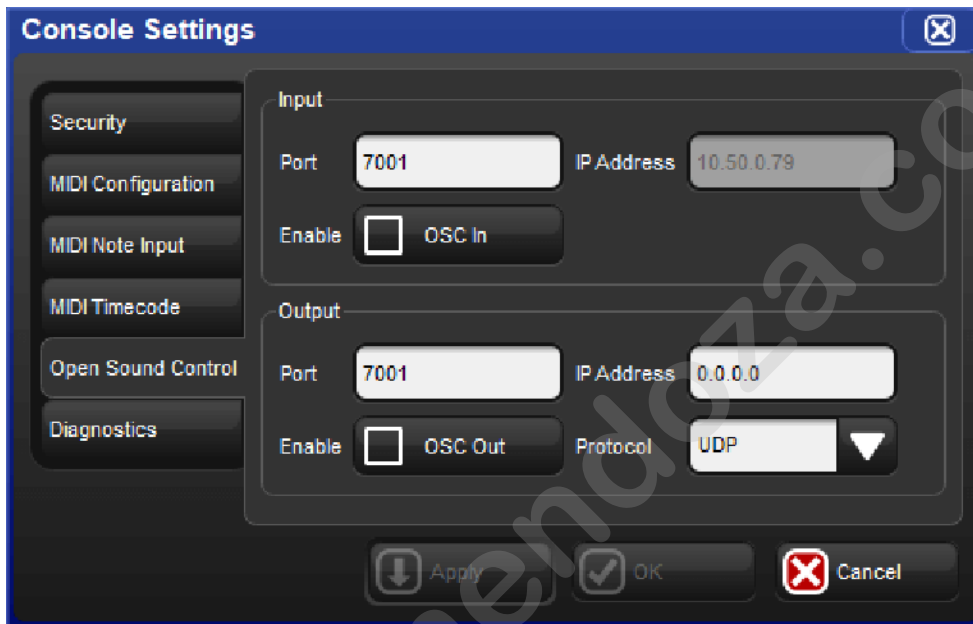 Console Settings
Security
MIDI Configuration
MIDI Note Input
MIDI Timecode
Open Sound Control
Diagnostics
Input
Port 7001 IP Address 10.50.0.79
Enable OSC In
Output
Port 7001 IP Address 0.0.0.0
Enable OSC Out Protocol UDP
Apply OK Cancel
mendoza.co